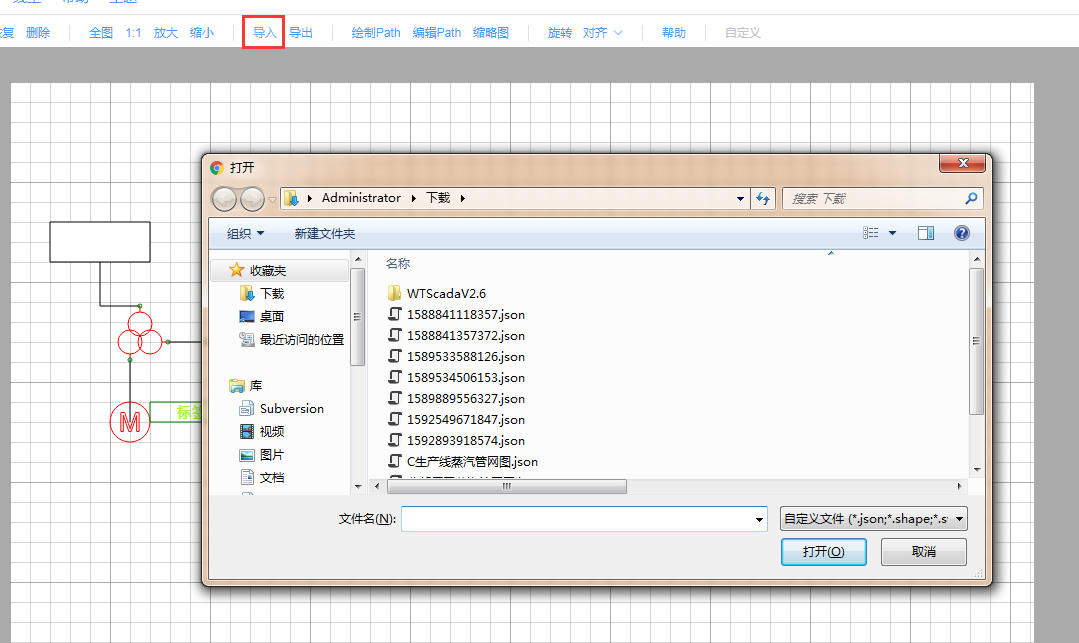 恢复 删除 全图 1:1 放大 缩小 导入 导出 绘制Path 编辑Path 缩略图 旋转 对齐 帮助 自定义
打开
Administrator 下载 搜索 下载
组织 新建文件夹
名称
收藏夹
下载
桌面
最近访问的位置
库
Subversion
视频
图片
文档
WTScadaV2.6
1588841118357.json
1588841357372.json
1589533588126.json
1589534506153.json
1589889556327.json
1592549671847.json
1592893918574.json
C生产线蒸汽管网图.json
M
标签
文件名(N):
自定义文件 (*.json;*.shape;*.s
打开(O) 取消